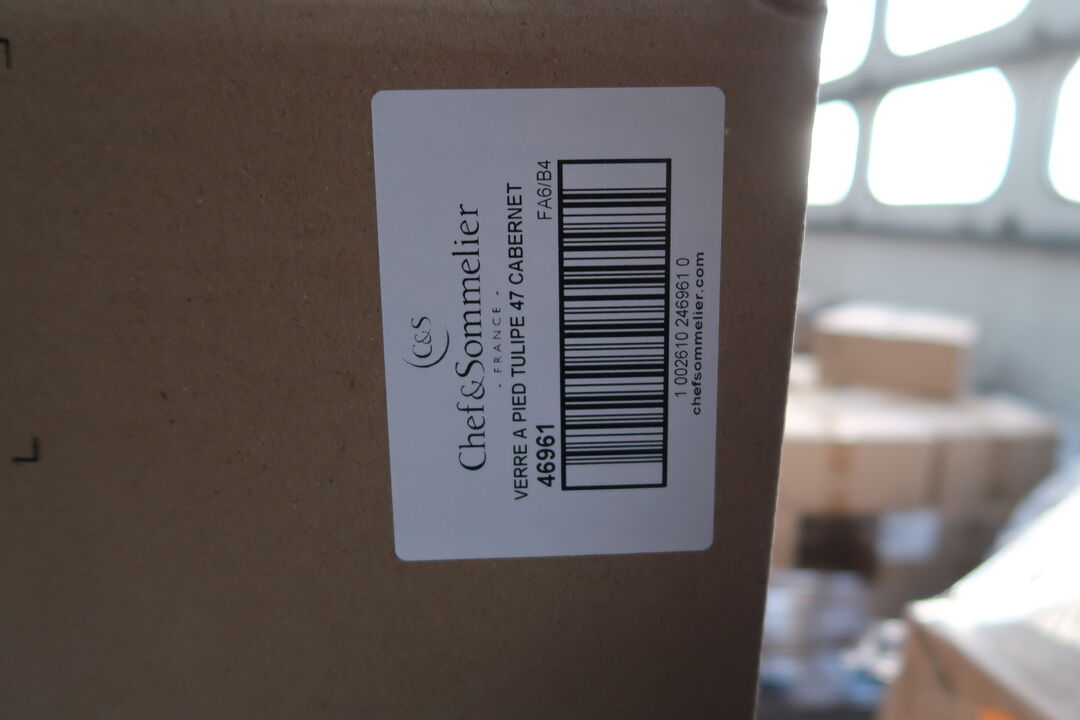 C&S
Chef&Sommelier
- FRANCE -
VERRE A PIED TULIPE 47 CABERNET
46961 FA6/B4
1 002610 246961 0
chefsommelier.com